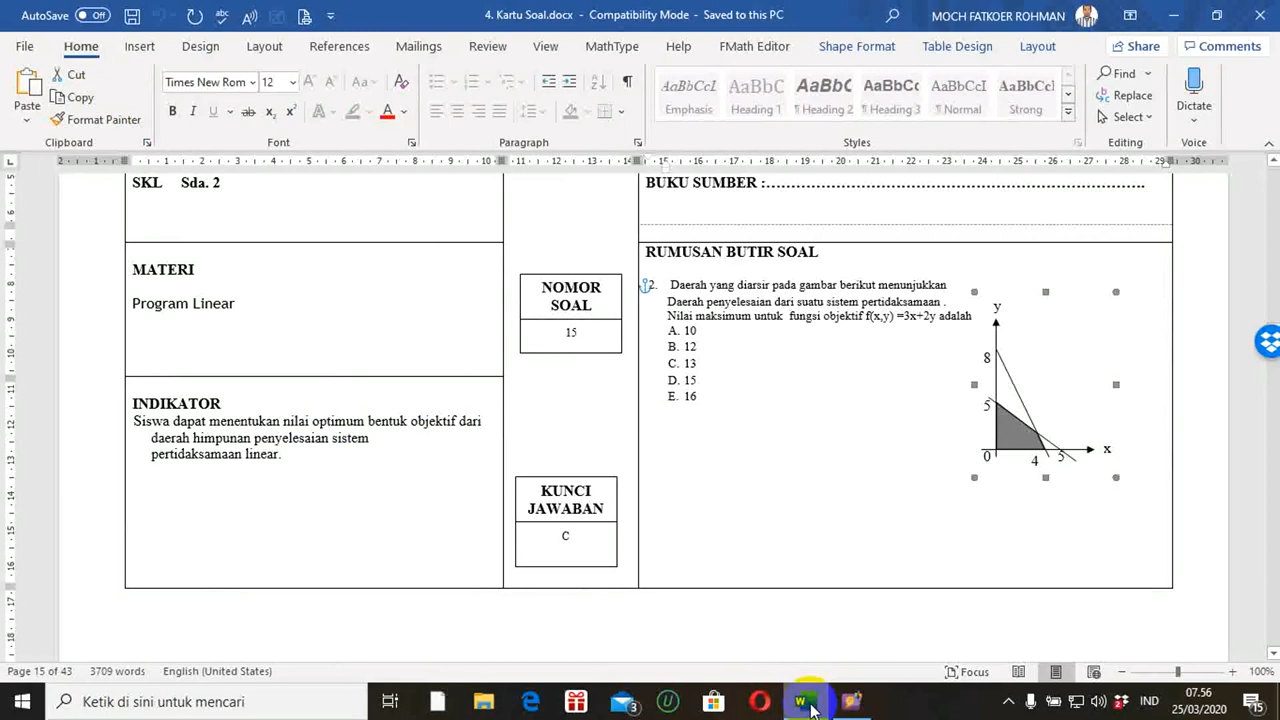 AutoSave Off
4. Kartu Soal.docx - Compatibility Mode - Saved to this PC
MOCH FATKOER ROHMAN
File Home Insert Design Layout References Mailings Review View MathType Help FMath Editor Shape Format Table Design Layout Share Comments
Paste
Cut
Copy
Format Painter
Clipboard
Times New Rom 12
Font
Paragraph
AaBbCcI AaBbC AaBbC AaBbCc AaBbCcI AaBbCcI
Emphasis Heading 1 ¶ Heading 2 ¶ Heading 3 ¶ Normal Strong
Styles
Find
Replace
Select
Editing
Dictate
Voice
SKL Sda. 2
BUKU SUMBER :……………………………………………………………….
MATERI
Program Linear
NOMOR
SOAL
15
RUMUSAN BUTIR SOAL
2. Daerah yang diarsir pada gambar berikut menunjukkan
Daerah penyelesaian dari suatu sistem pertidaksamaan .
Nilai maksimum untuk fungsi objektif f(x,y) =3x+2y adalah
A. 10
B. 12
C. 13
D. 15
E. 16
y
8
5
0
4
5
x
INDIKATOR
Siswa dapat menentukan nilai optimum bentuk objektif dari
daerah himpunan penyelesaian sistem
pertidaksamaan linear.
KUNCI
JAWABAN
C
Page 15 of 43 3709 words English (United States)
Focus
100%
Ketik di sini untuk mencari
3
IND
07.56
25/03/2020
15